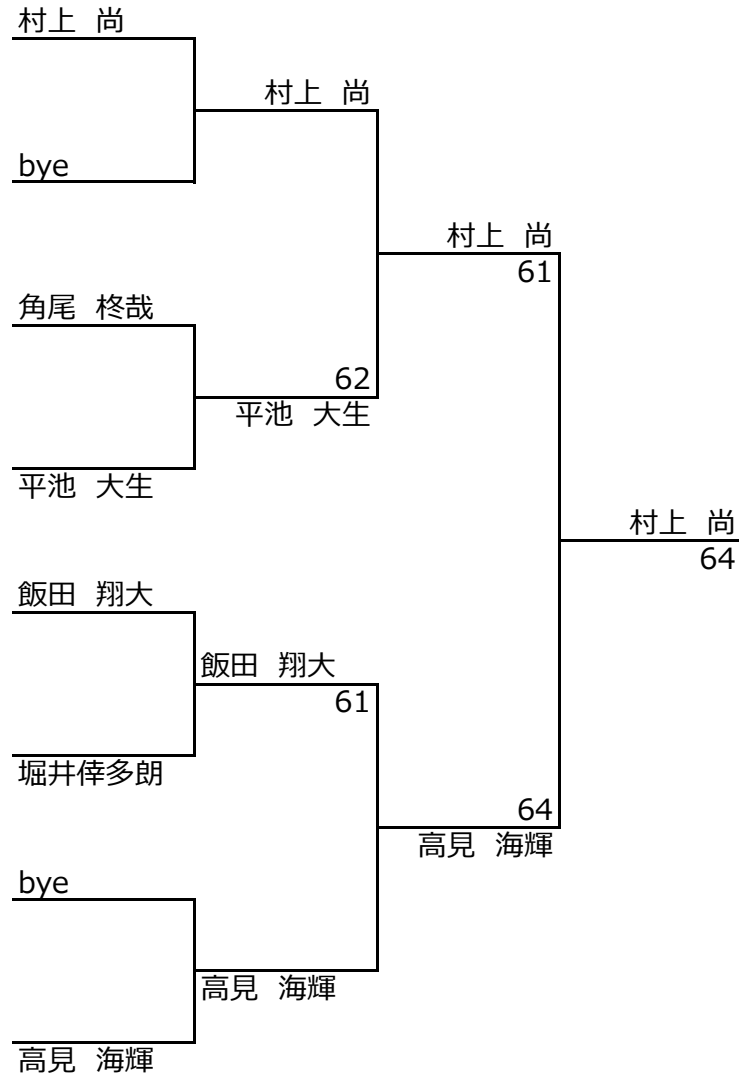 村上　尚
村上　尚
bye
村上　尚
61
角尾　柊哉
62
平池　大生
平池　大生
村上　尚
64
飯田　翔大
飯田　翔大
61
堀井倖多朗
64
高見　海輝
bye
高見　海輝
高見　海輝